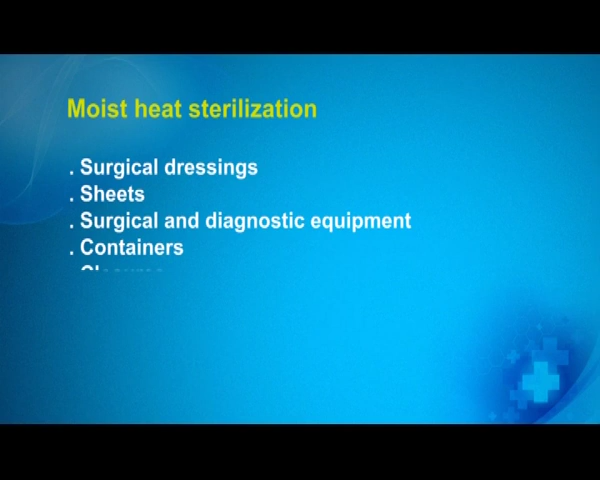 Moist heat sterilization
. Surgical dressings
. Sheets
. Surgical and diagnostic equipment
. Containers